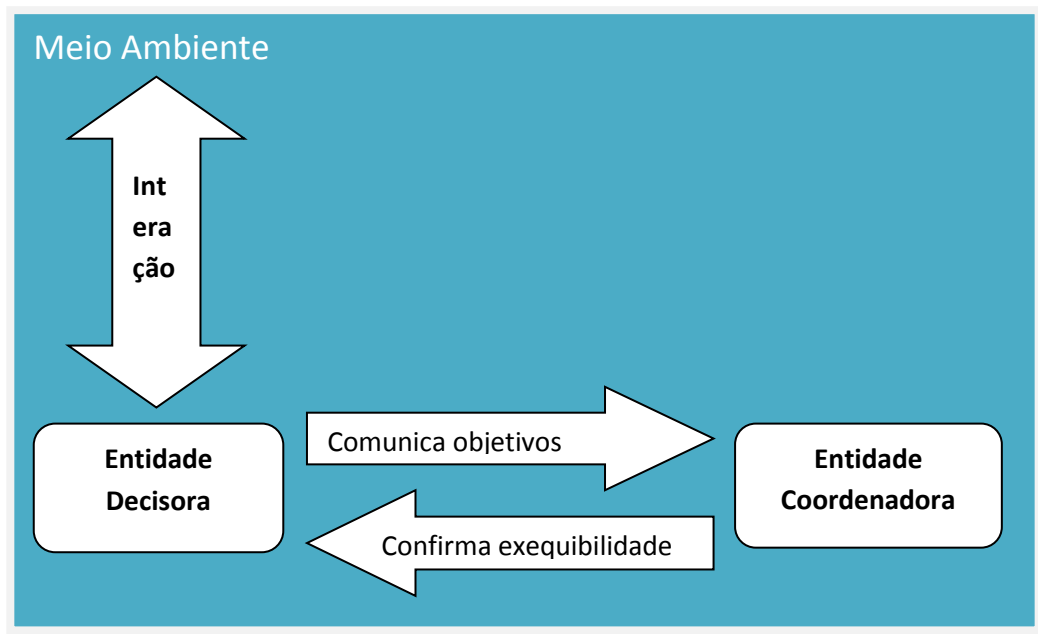 Meio Ambiente
Int
era
ção
Entidade
Decisora
Comunica objetivos
Confirma exequibilidade
Entidade
Coordenadora